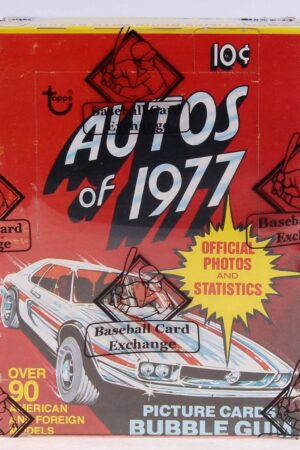 10¢
topps
Baseball Card
Exchange
AUTOS
of 1977
Card
Baseball
Exchange
OFFICIAL
PHOTOS
AND
STATISTICS
Baseball Card
Exchange
OVER
90
AMERICAN
AND FOREIGN
MODELS
PICTURE CARDS
BUBBLE GUM